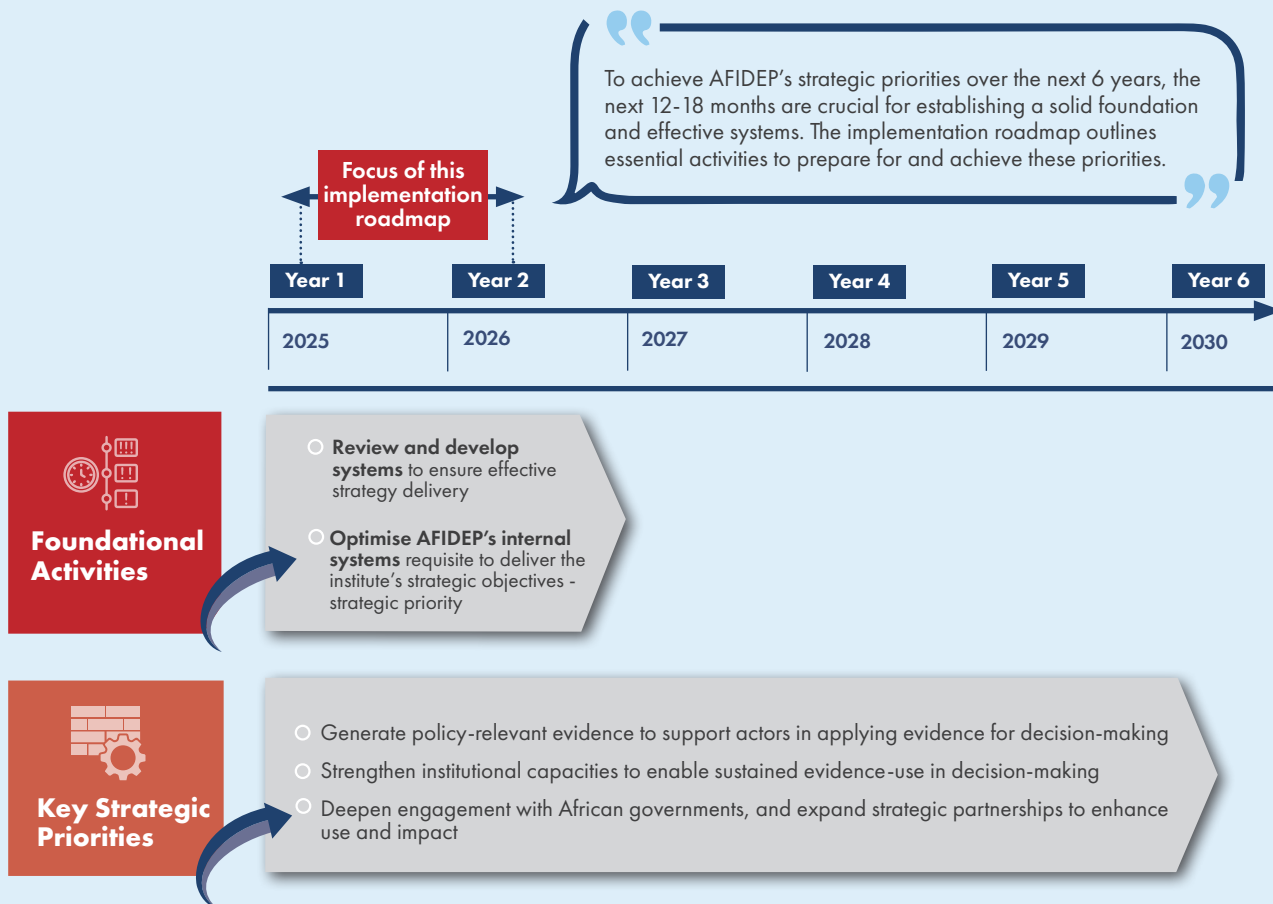 To achieve AFIDEP’s strategic priorities over the next 6 years, the
next 12-18 months are crucial for establishing a solid foundation
and effective systems. The implementation roadmap outlines
essential activities to prepare for and achieve these priorities.
Focus of this
implementation
roadmap
Year 1
Year 2
Year 3
Year 4
Year 5
Year 6
2025
2026
2027
2028
2029
2030
Foundational
Activities
Review and develop
systems to ensure effective
strategy delivery
Optimise AFIDEP’s internal
systems requisite to deliver the
institute’s strategic objectives -
strategic priority
Key Strategic
Priorities
Generate policy-relevant evidence to support actors in applying evidence for decision-making
Strengthen institutional capacities to enable sustained evidence-use in decision-making
Deepen engagement with African governments, and expand strategic partnerships to enhance
use and impact